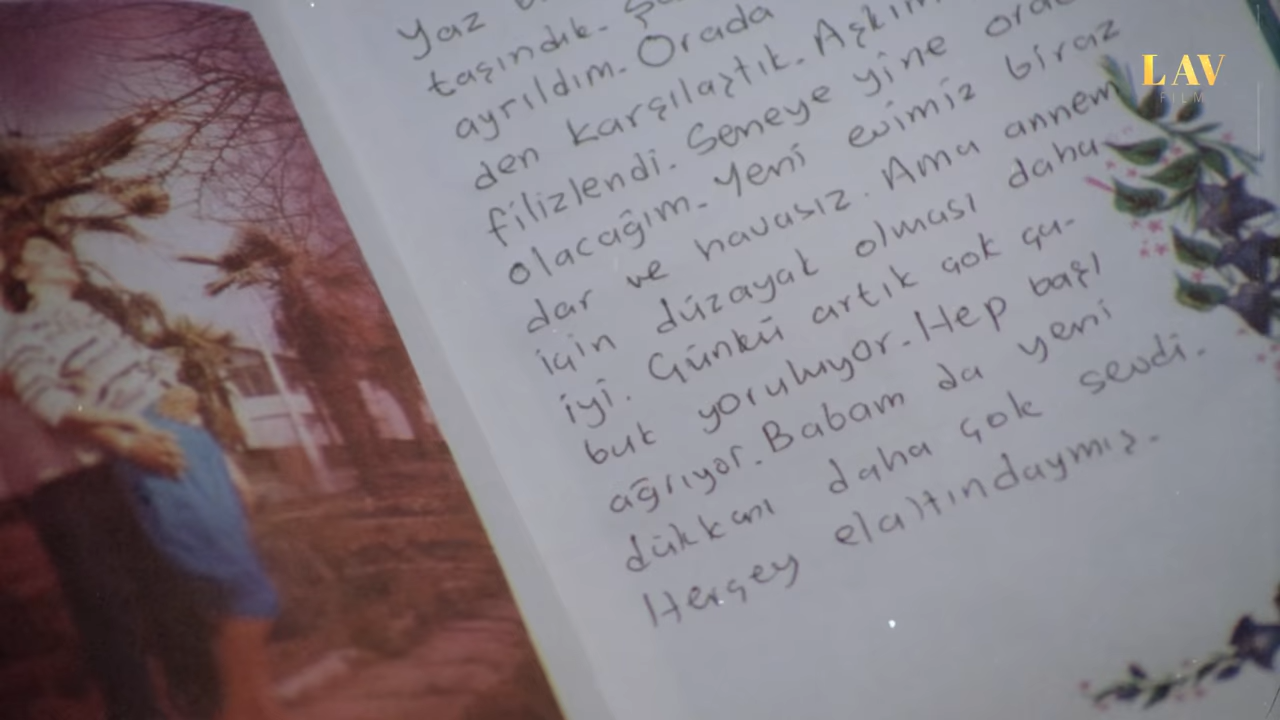 Yaz
taşındık.
ayrıldım. Orada
den karşılaştık. Aşkım
filizlendi. Seneye yine
olacağım. Yeni evimiz biraz
dar ve havasız. Ama annem
için düzayak olması daha
iyi. Günkü artık çok ça-
buk yoruluyor. Hep başı
ağrıyor. Babam da yeni
dükkanı daha çok sevdi.
Herşey elaltındaymış.
LAV
FILM